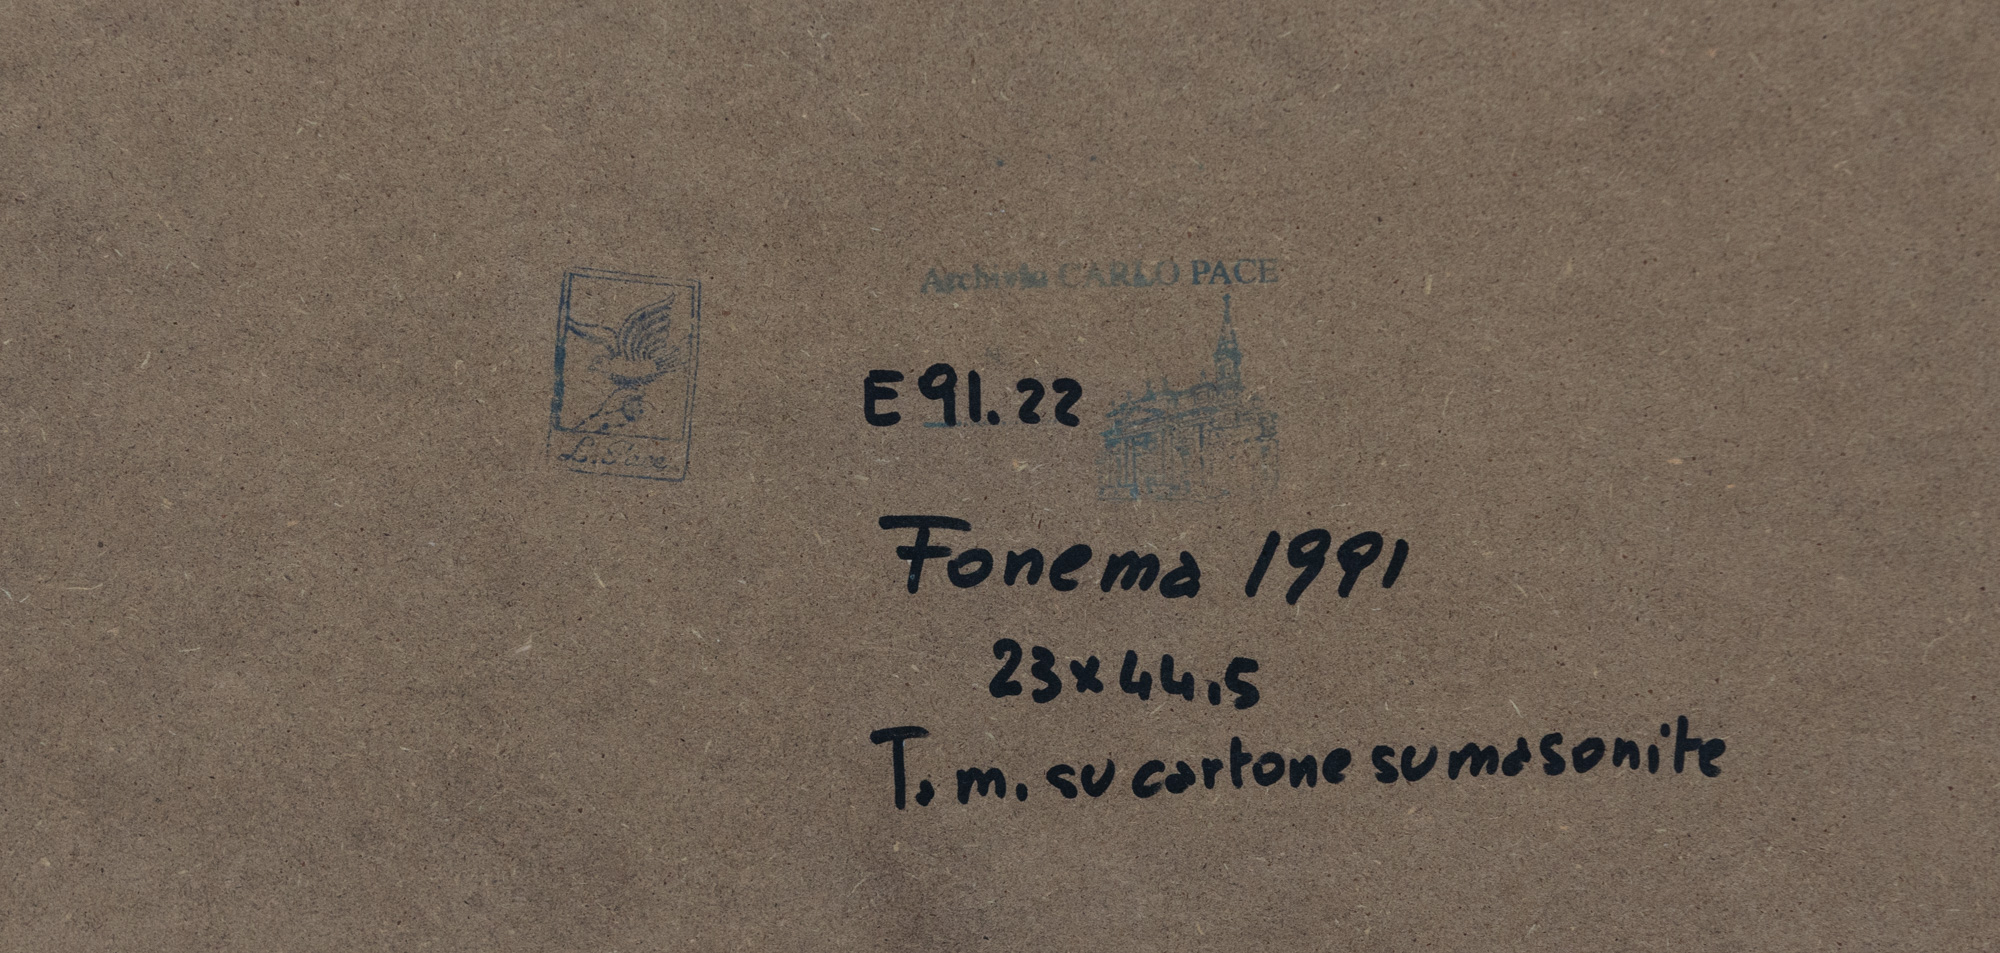 Archivio CARLO PACE
E 91.22
Fonema 1991
23x44.5
T. m. su cartone su masonite